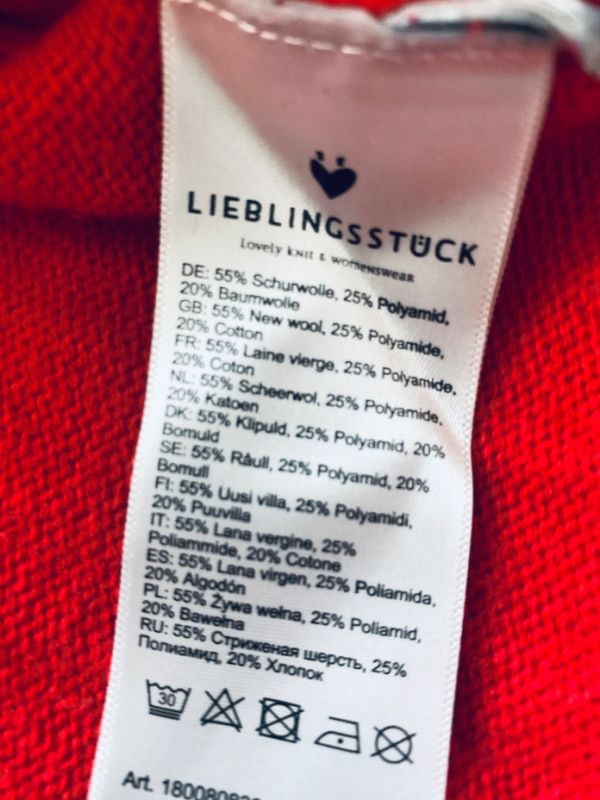 LIEBLINGSSTÜCK
Lovely KNIT & WOMENSWEAR
DE: 55% Schurwolle, 25% Polyamid,
20% Baumwolle
GB: 55% New wool, 25% Polyamide,
20% Cotton
FR: 55% Laine vierge, 25% Polyamide,
20% Coton
NL: 55% Scheerwol, 25% Polyamide,
20% Katoen
DK: 55% Klipuld, 25% Polyamid, 20%
Bomuld
SE: 55% Råull, 25% Polyamid, 20%
Bomull
FI: 55% Uusi villa, 25% Polyamidi,
20% Puuvilla
IT: 55% Lana vergine, 25%
Poliammide, 20% Cotone
ES: 55% Lana virgen, 25% Poliamida,
20% Algodón
PL: 55% Żywa wełna, 25% Poliamid,
20% Bawełna
RU: 55% Стриженая шерсть, 25%
Полиамид, 20% Хлопок
30
Art.